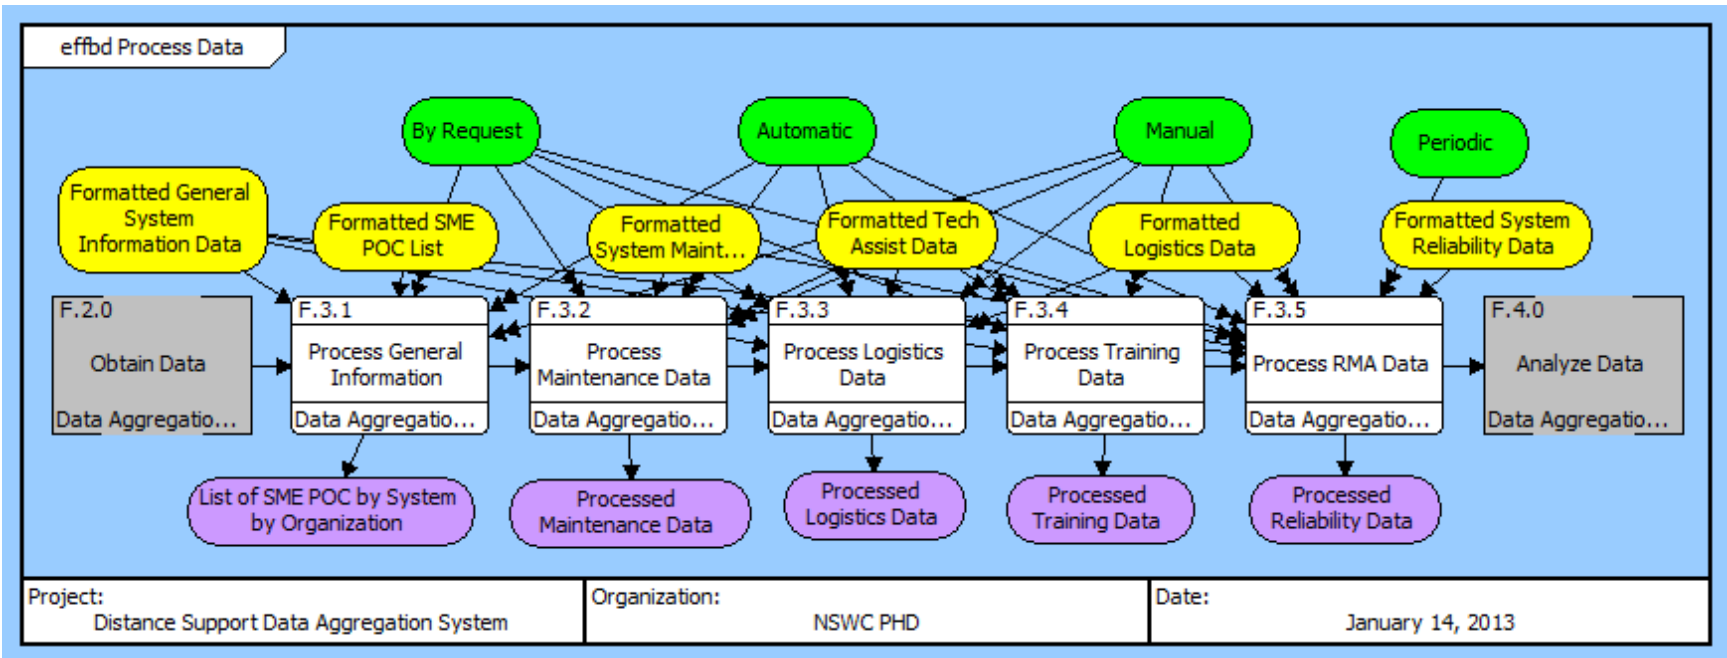 effbd Process Data
By Request
Automatic
Manual
Periodic
Formatted General
System
Information Data
Formatted SME
POC List
Formatted
System Maint...
Formatted Tech
Assist Data
Formatted
Logistics Data
Formatted System
Reliability Data
F.2.0
Obtain Data
Data Aggregatio...
F.3.1
Process General
Information
Data Aggregatio...
F.3.2
Process
Maintenance Data
Data Aggregatio...
F.3.3
Process Logistics
Data
Data Aggregatio...
F.3.4
Process Training
Data
Data Aggregatio...
F.3.5
Process RMA Data
Data Aggregatio...
F.4.0
Analyze Data
Data Aggregatio...
List of SME POC by System
by Organization
Processed
Maintenance Data
Processed
Logistics Data
Processed
Training Data
Processed
Reliability Data
Project:
Distance Support Data Aggregation System
Organization:
NSWC PHD
Date:
January 14, 2013